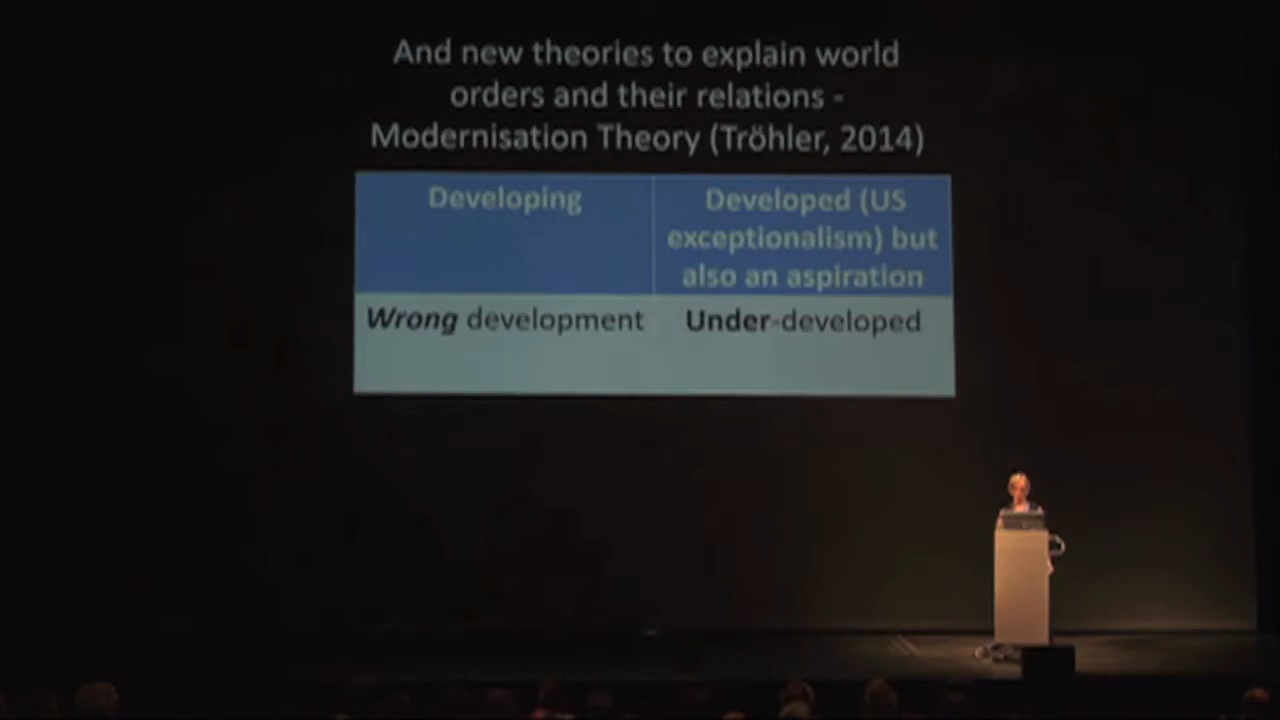 And new theories to explain world
orders and their relations -
Modernisation Theory (Tröhler, 2014)
Developing
Developed (US
exceptionalism) but
also an aspiration
Wrong development
Under-developed